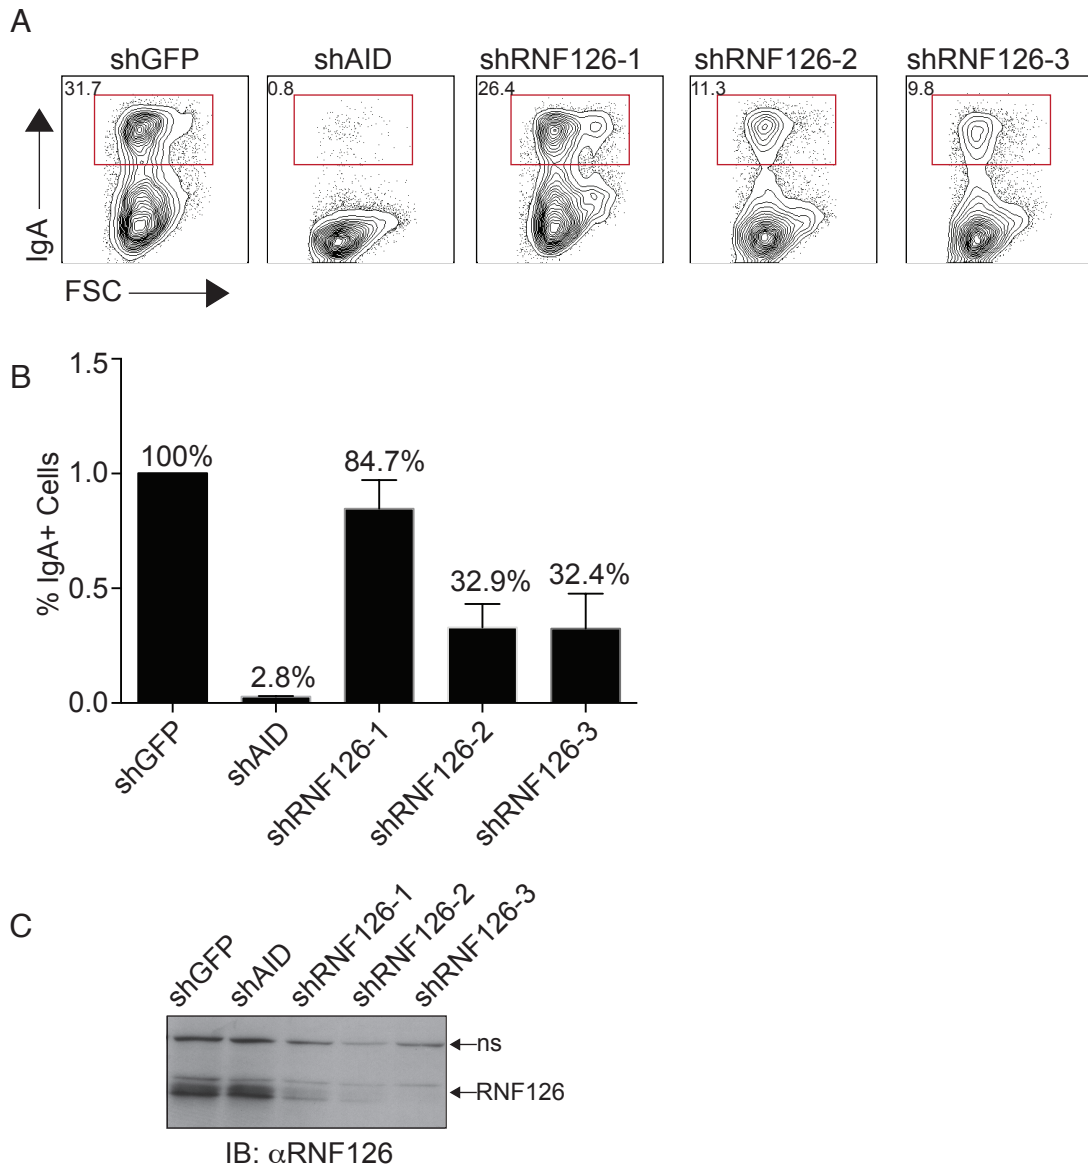 A
shGFP shAID shRNF126-1 shRNF126-2 shRNF126-3
31.7 0.8 26.4 11.3 9.8
IgA
FSC
B
% IgA+ Cells
1.5
1.0
0.5
0.0
100%
2.8%
84.7%
32.9%
32.4%
shGFP
shAID
shRNF126-1
shRNF126-2
shRNF126-3
C
shGFP
shAID
shRNF126-1
shRNF126-2
shRNF126-3
ns
RNF126
IB: αRNF126